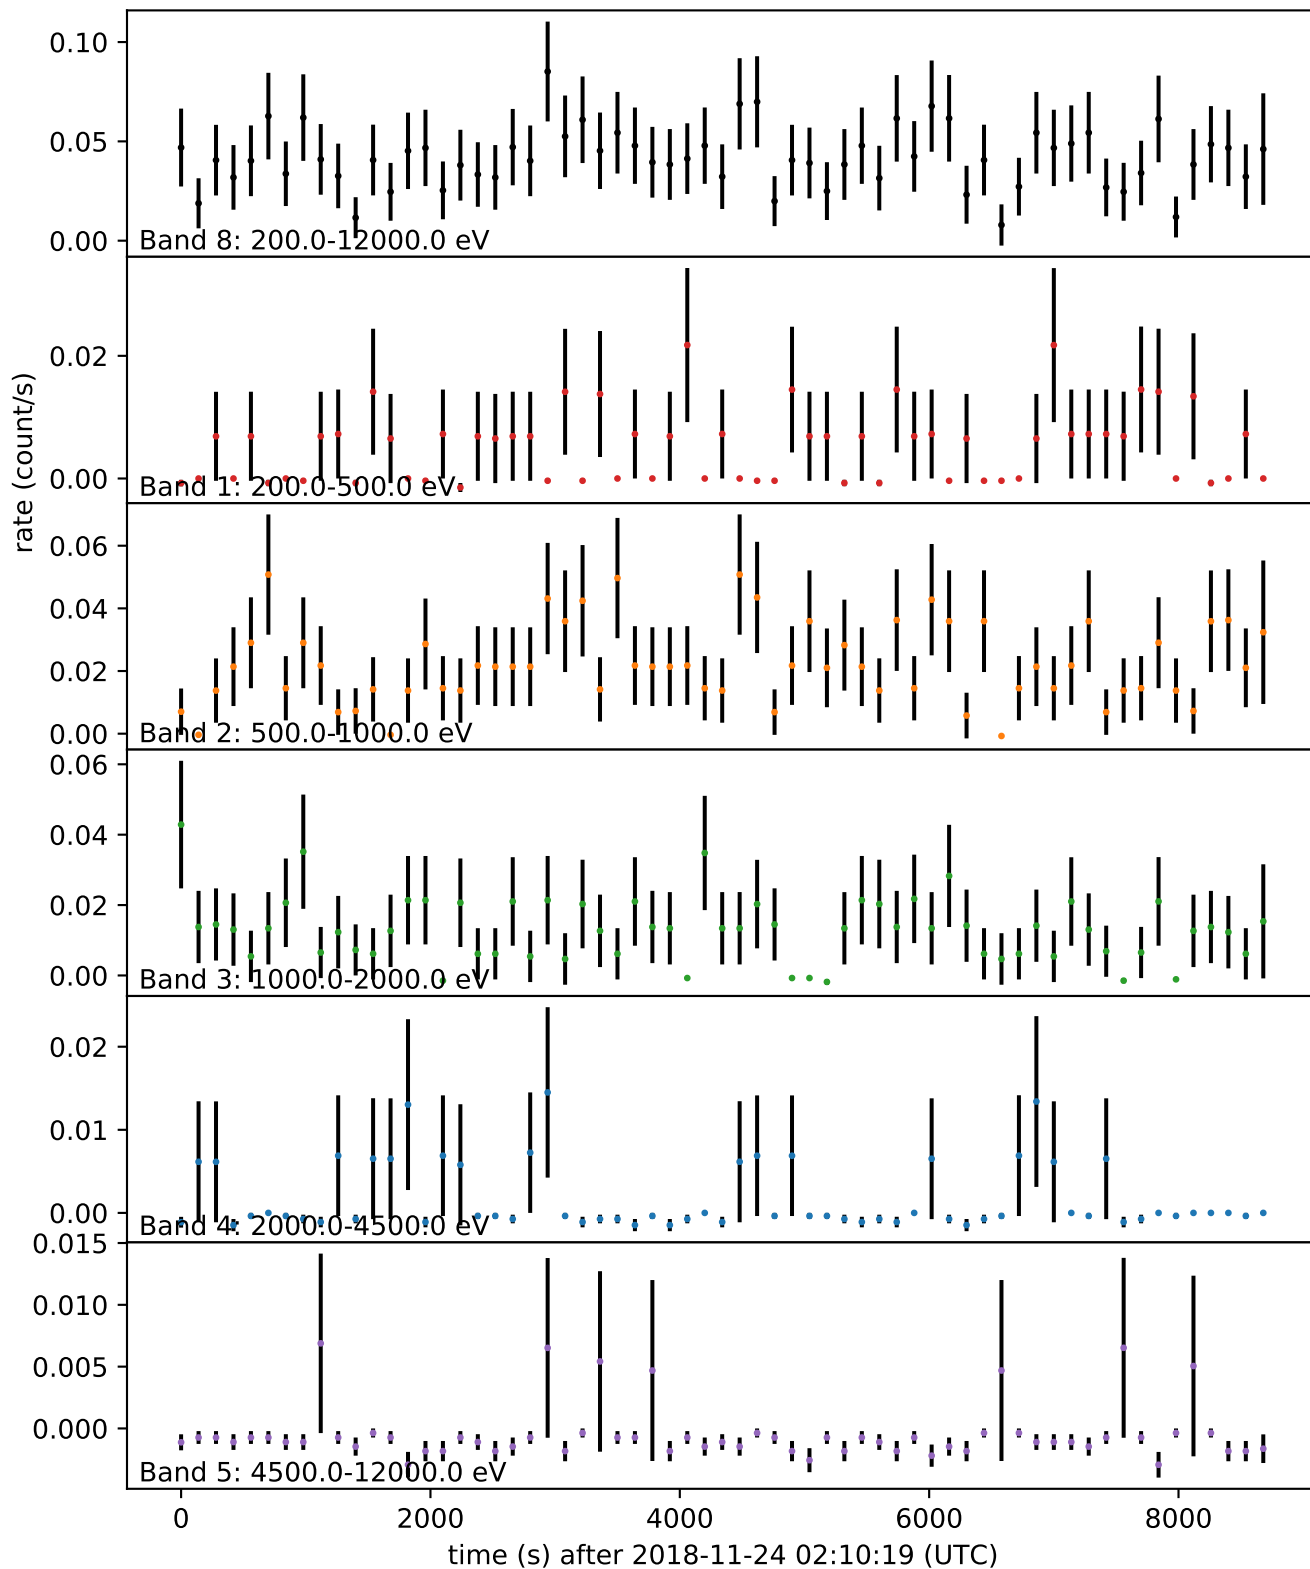 0.10
0.05
0.00
Band 8: 200.0-12000.0 eV
0.02
0.00
Band 1: 200.0-500.0 eV
rate (count/s)
0.06
0.04
0.02
0.00
Band 2: 500.0-1000.0 eV
0.06
0.04
0.02
0.00
Band 3: 1000.0-2000.0 eV
0.02
0.01
0.00
Band 4: 2000.0-4500.0 eV
0.015
0.010
0.005
0.000
Band 5: 4500.0-12000.0 eV
0 2000 4000 6000 8000
time (s) after 2018-11-24 02:10:19 (UTC)